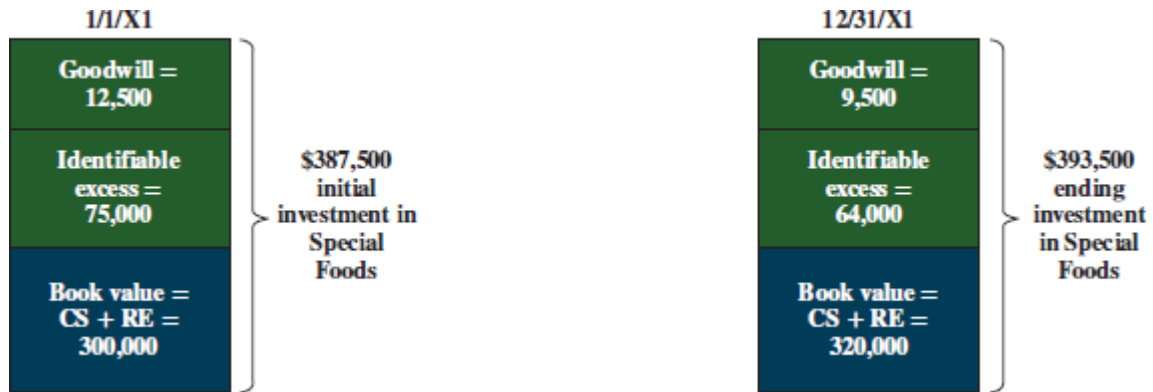 1/1/X1
Goodwill =
12,500
Identifiable
excess =
75,000
Book value =
CS + RE =
300,000
$387,500
initial
investment in
Special
Foods
12/31/X1
Goodwill =
9,500
Identifiable
excess =
64,000
Book value =
CS + RE =
320,000
$393,500
ending
investment
in Special
Foods